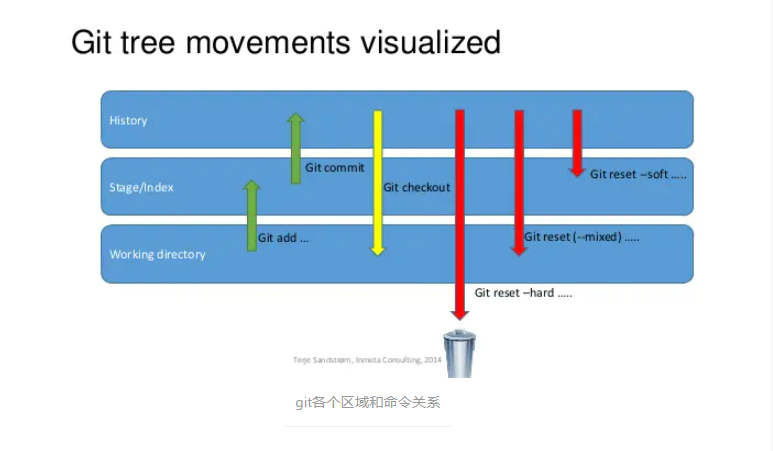 Git tree movements visualized
History
Git commit
Stage/Index
Git checkout
Git reset –soft .....
Git add ...
Git reset (--mixed) .....
Working directory
Git reset –hard .....
Terje Sandstrøm, Inmeta Consulting, 2014
git各个区域和命令关系